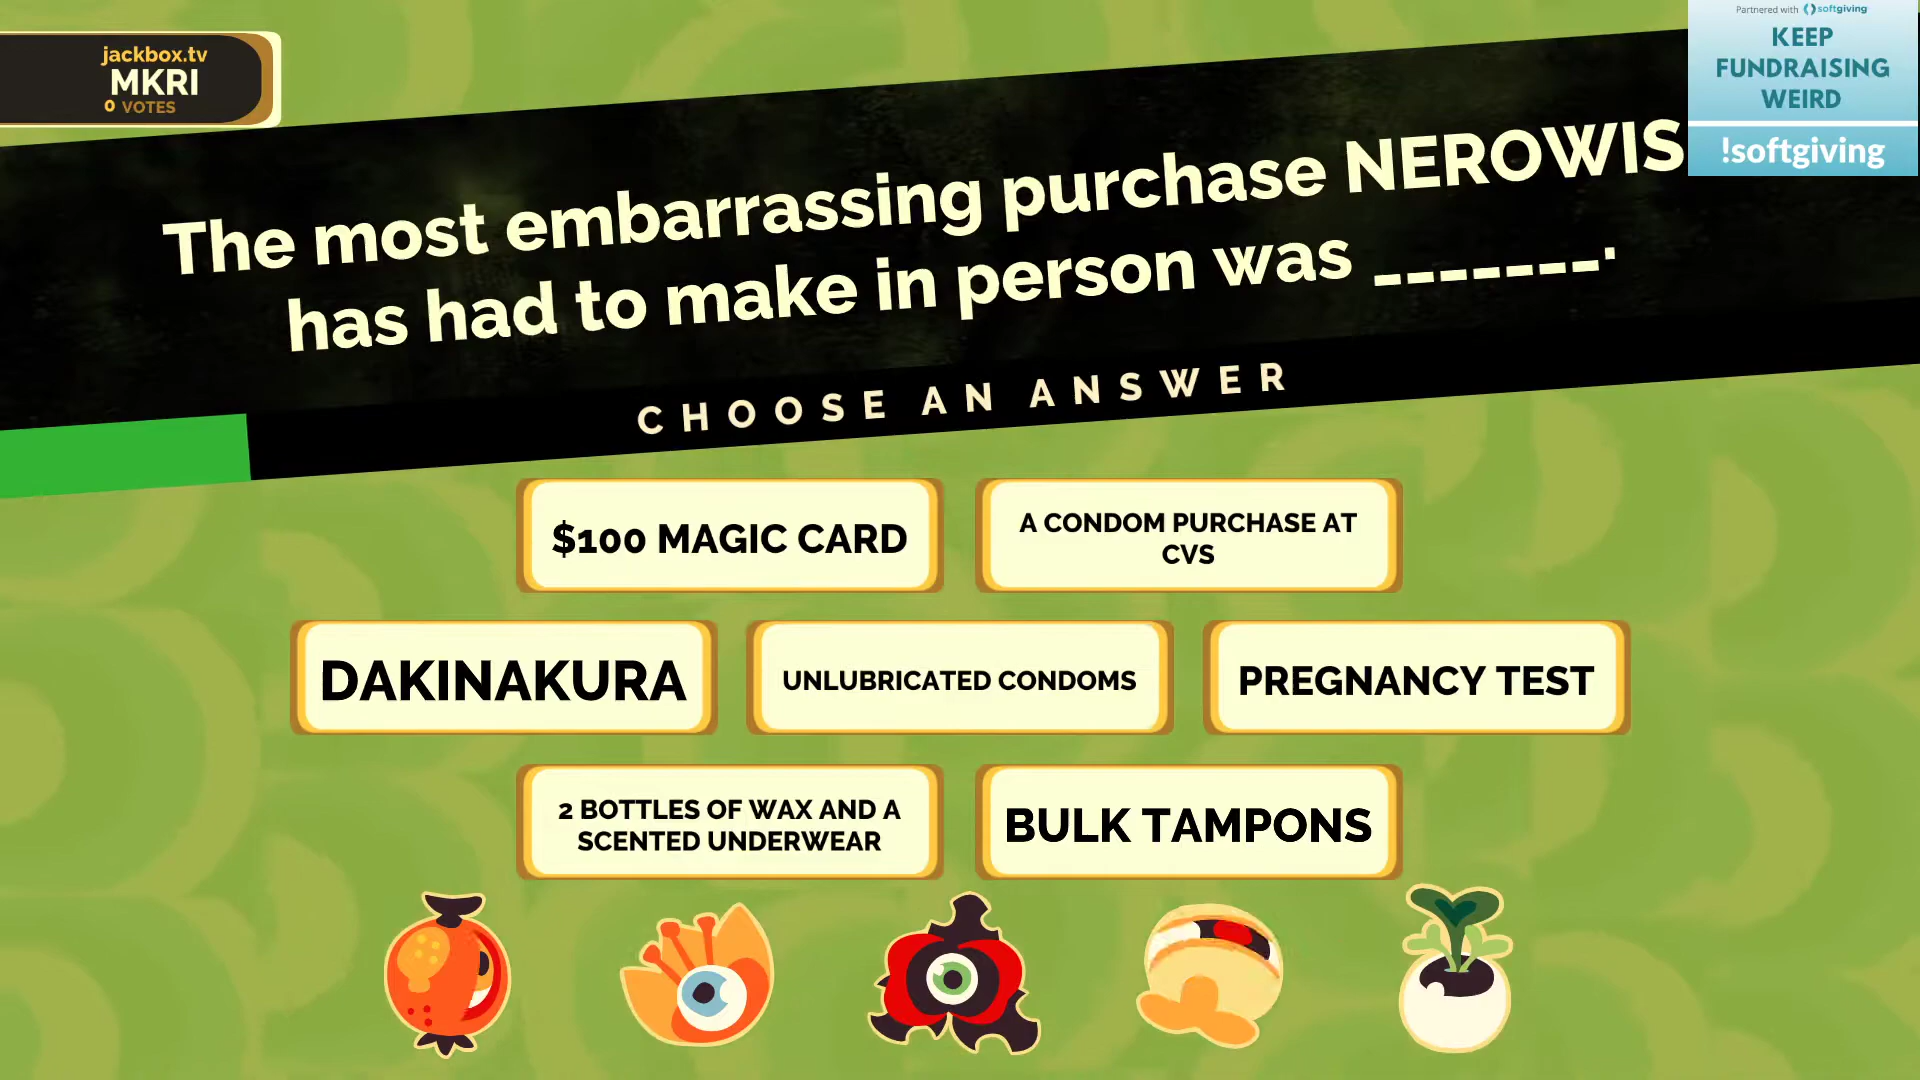 Partnered with softgiving
KEEP
FUNDRAISING
WEIRD
!softgiving
jackbox.tv
MKRI
0 VOTES
The most embarrassing purchase NEROWIS
has had to make in person was _______.
CHOOSE AN ANSWER
$100 MAGIC CARD
A CONDOM PURCHASE AT
CVS
DAKINAKURA
UNLUBRICATED CONDOMS
PREGNANCY TEST
2 BOTTLES OF WAX AND A
SCENTED UNDERWEAR
BULK TAMPONS